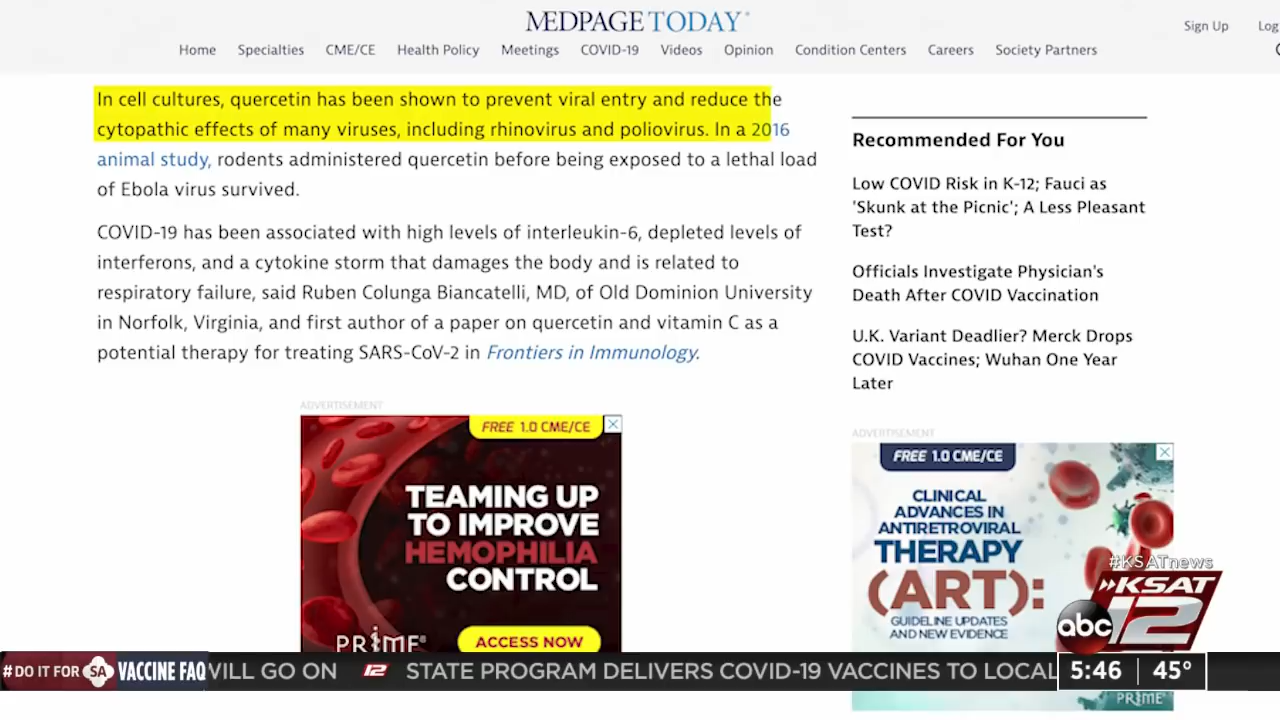 MEDPAGE TODAY
Sign Up
Log
Home
Specialties
CME/CE
Health Policy
Meetings
COVID-19
Videos
Opinion
Condition Centers
Careers
Society Partners
In cell cultures, quercetin has been shown to prevent viral entry and reduce the
cytopathic effects of many viruses, including rhinovirus and poliovirus. In a 2016
animal study, rodents administered quercetin before being exposed to a lethal load
of Ebola virus survived.
COVID-19 has been associated with high levels of interleukin-6, depleted levels of
interferons, and a cytokine storm that damages the body and is related to
respiratory failure, said Ruben Colunga Biancatelli, MD, of Old Dominion University
in Norfolk, Virginia, and first author of a paper on quercetin and vitamin C as a
potential therapy for treating SARS-CoV-2 in Frontiers in Immunology.
Recommended For You
Low COVID Risk in K-12; Fauci as
'Skunk at the Picnic'; A Less Pleasant
Test?
Officials Investigate Physician's
Death After COVID Vaccination
U.K. Variant Deadlier? Merck Drops
COVID Vaccines; Wuhan One Year
Later
ADVERTISEMENT
FREE 1.0 CME/CE
TEAMING UP
TO IMPROVE
HEMOPHILIA
CONTROL
PRIME®
ACCESS NOW
ADVERTISEMENT
FREE 1.0 CME/CE
CLINICAL
ADVANCES IN
ANTIRETROVIRAL
THERAPY
(ART):
GUIDELINE UPDATES
AND NEW EVIDENCE
PRIME®
#KSATnews
KSAT
abc 12
#DO IT FOR SA VACCINE FAQ
WILL GO ON 12 STATE PROGRAM DELIVERS COVID-19 VACCINES TO LOCAL
5:46 45°